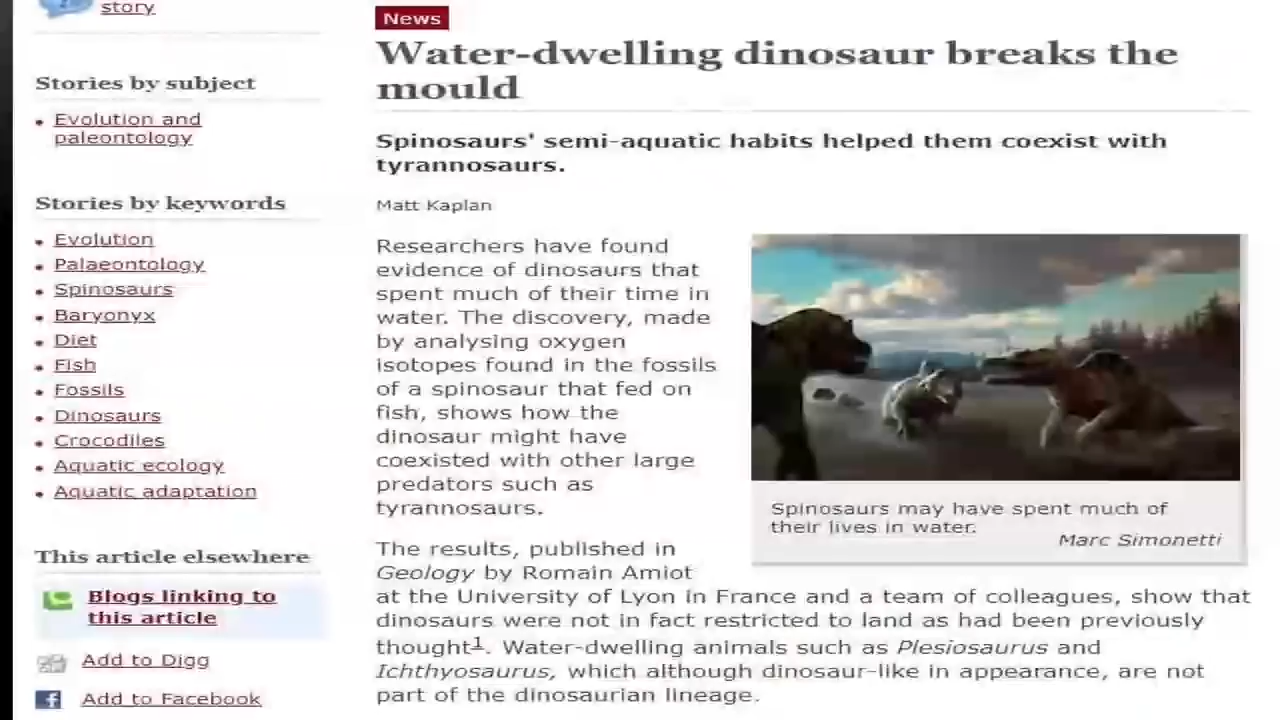 story
Stories by subject
Evolution and
paleontology
Stories by keywords
Evolution
Palaeontology
Spinosaurs
Baryonyx
Diet
Fish
Fossils
Dinosaurs
Crocodiles
Aquatic ecology
Aquatic adaptation
This article elsewhere
Blogs linking to
this article
Add to Digg
Add to Facebook
News
Water-dwelling dinosaur breaks the
mould
Spinosaurs' semi-aquatic habits helped them coexist with
tyrannosaurs.
Matt Kaplan
Researchers have found
evidence of dinosaurs that
spent much of their time in
water. The discovery, made
by analysing oxygen
isotopes found in the fossils
of a spinosaur that fed on
fish, shows how the
dinosaur might have
coexisted with other large
predators such as
tyrannosaurs.
Spinosaurs may have spent much of
their lives in water.
Marc Simonetti
The results, published in
Geology by Romain Amiot
at the University of Lyon in France and a team of colleagues, show that
dinosaurs were not in fact restricted to land as had been previously
thought1. Water-dwelling animals such as Plesiosaurus and
Ichthyosaurus, which although dinosaur-like in appearance, are not
part of the dinosaurian lineage.